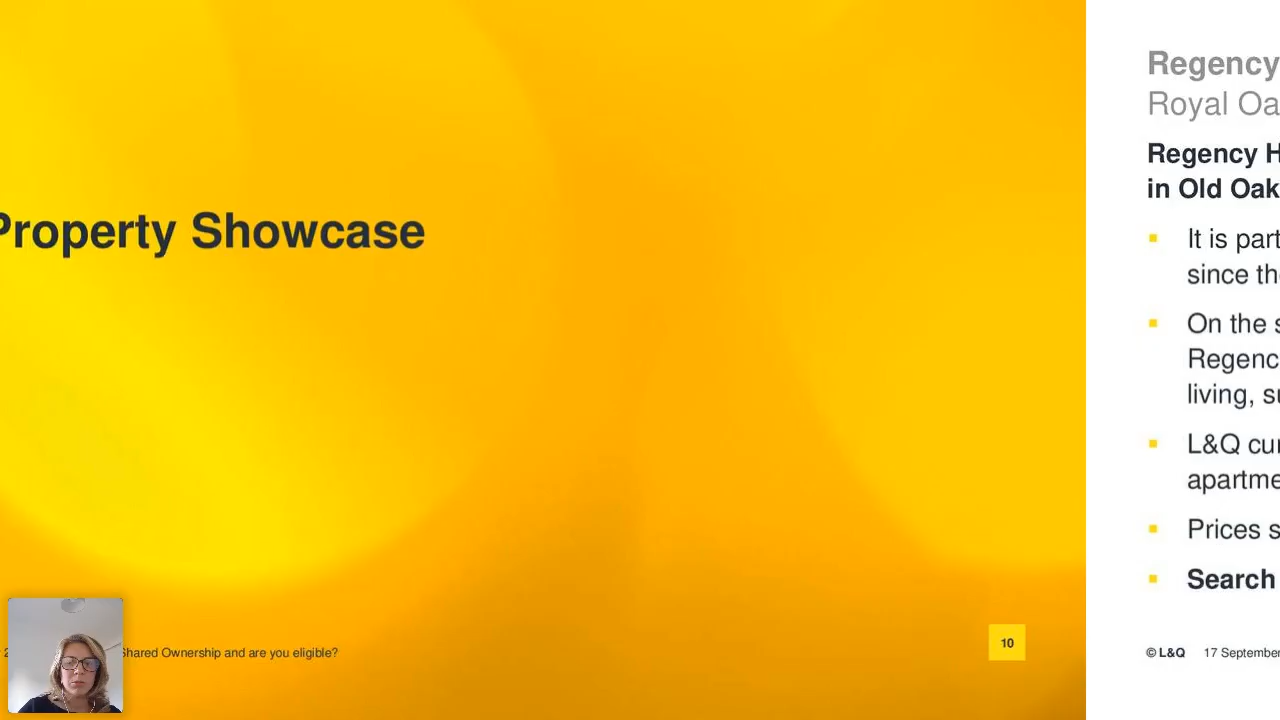 Property Showcase
Shared Ownership and are you eligible?
10
Regency
Royal Oa
Regency H
in Old Oak
It is part
since the
On the s
Regenc
living, su
L&Q cur
apartme
Prices s
Search
© L&Q 17 September